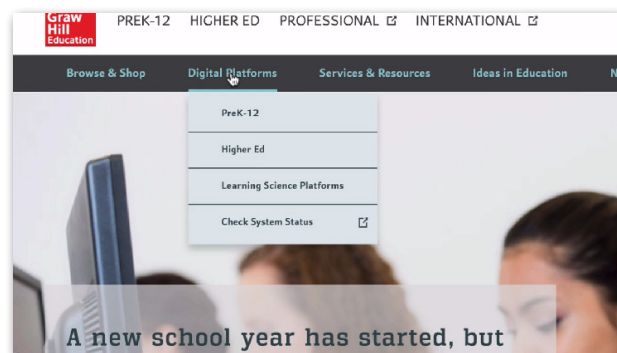 Graw
Hill
Education
PREK-12 HIGHER ED PROFESSIONAL INTERNATIONAL
Browse & Shop Digital Platforms Services & Resources Ideas in Education N
PreK-12
Higher Ed
Learning Science Platforms
Check System Status
A new school year has started, but